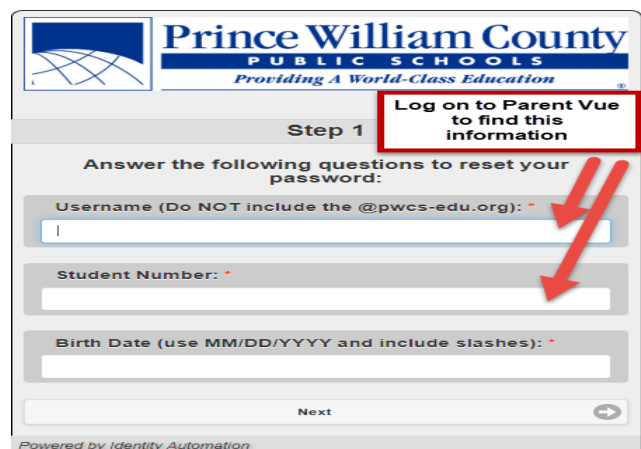 Prince William County
PUBLIC SCHOOLS
Providing A World-Class Education
®
Log on to Parent Vue
to find this
information
Step 1
Answer the following questions to reset your
password:
Username (Do NOT include the @pwcs-edu.org): *
Student Number: *
Birth Date (use MM/DD/YYYY and include slashes): *
Next
Powered by Identity Automation